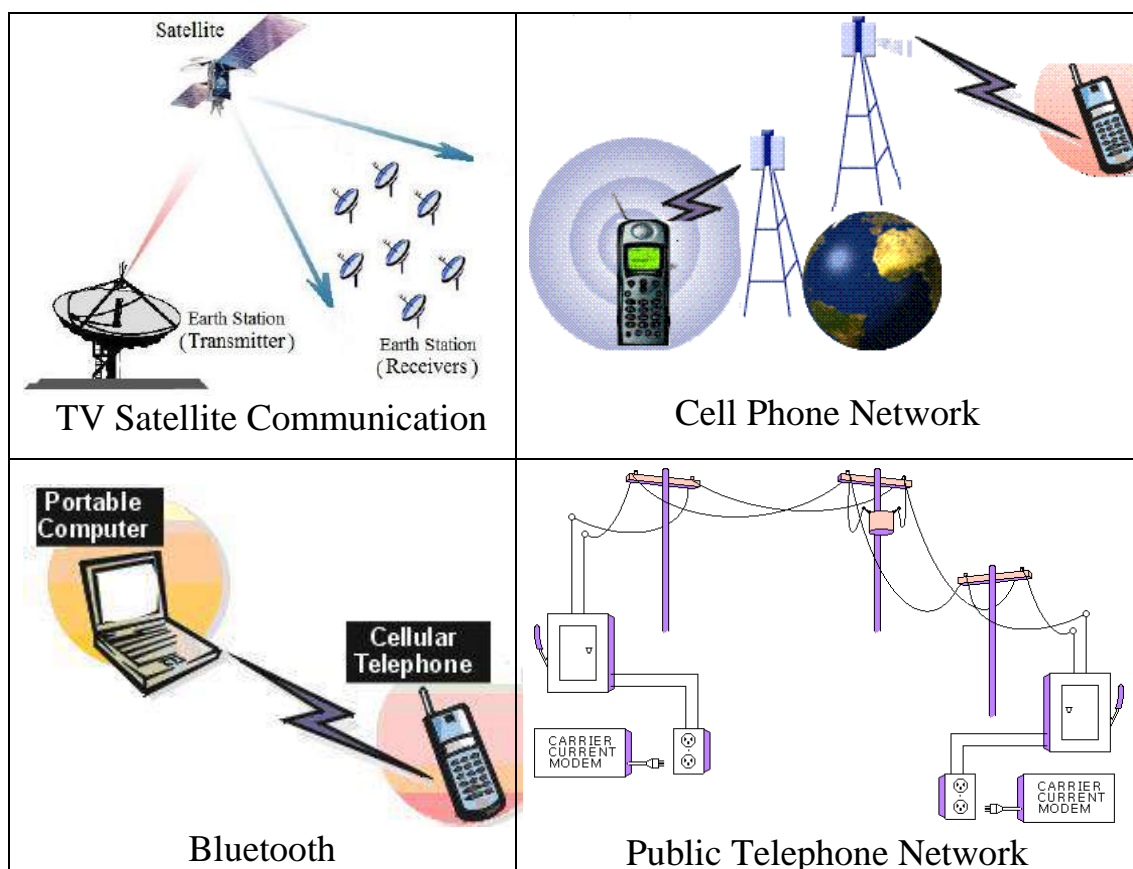 Satellite
Earth Station
(Transmitter)
Earth Station
(Receivers)
TV Satellite Communication
Cell Phone Network
Portable
Computer
Cellular
Telephone
Bluetooth
CARRIER
CURRENT
MODEM
CARRIER
CURRENT
MODEM
Public Telephone Network